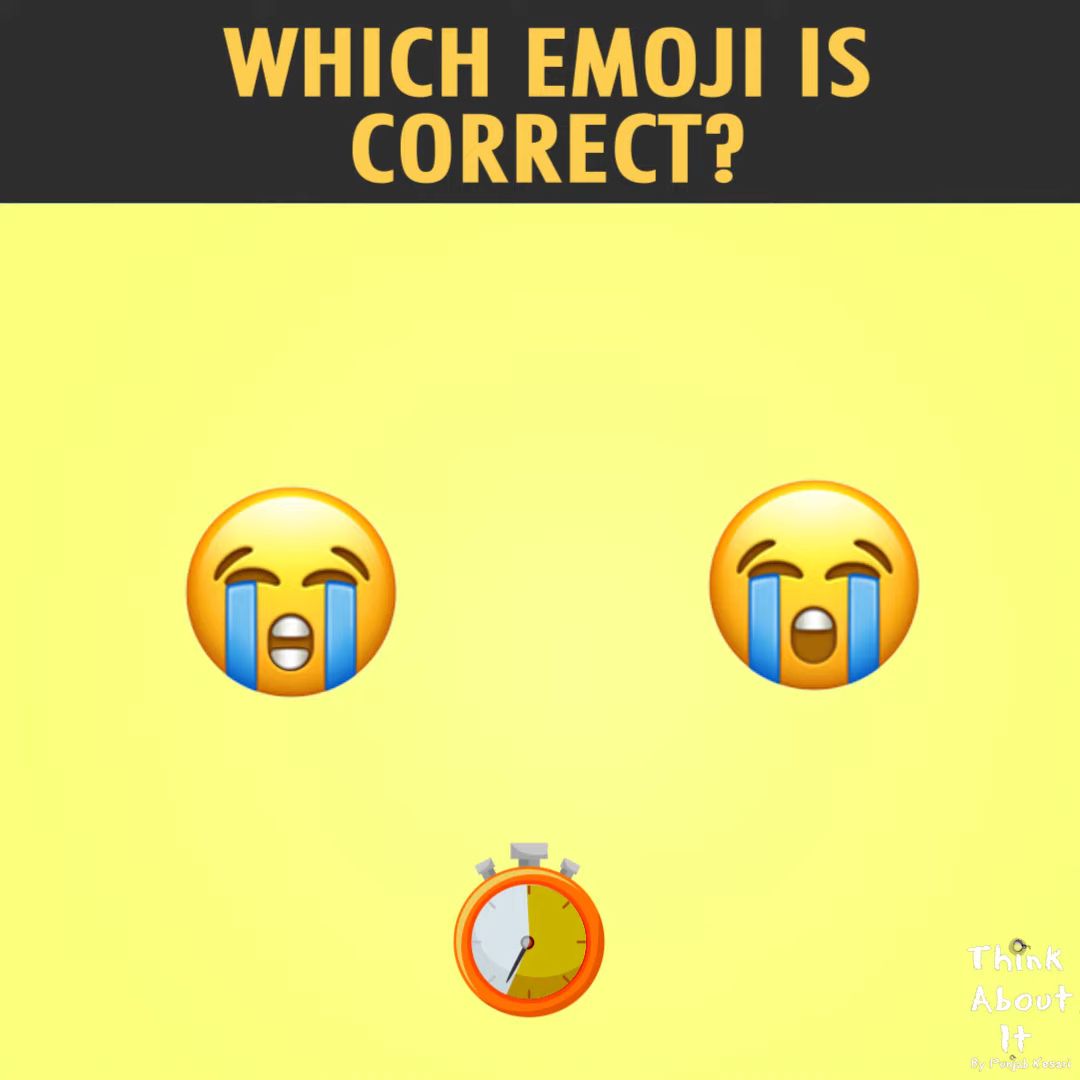 WHICH EMOJI IS
CORRECT?
Think
About
It
By Punjab Kesari